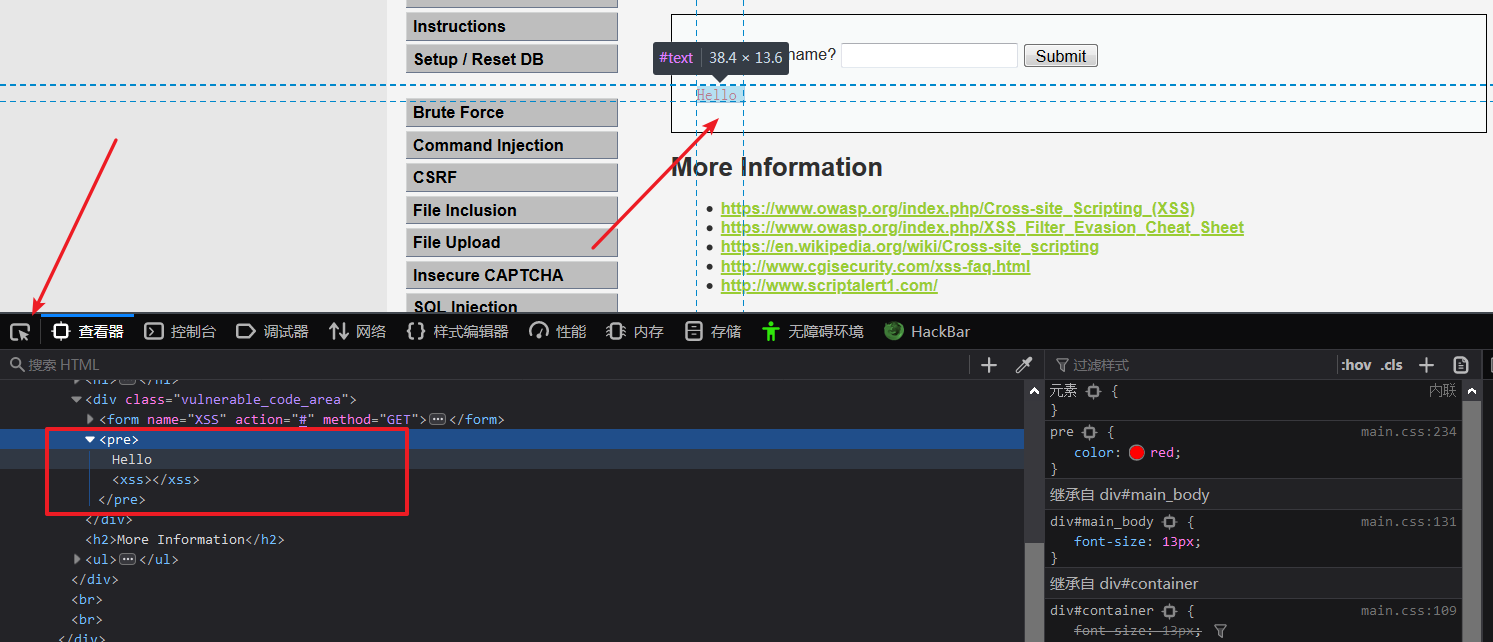 Instructions
Setup / Reset DB
Brute Force
Command Injection
CSRF
File Inclusion
File Upload
Insecure CAPTCHA
SQL Injection
#text 38.4 × 13.6
name? Submit
Hello
More Information
https://www.owasp.org/index.php/Cross-site_Scripting_(XSS)
https://www.owasp.org/index.php/XSS_Filter_Evasion_Cheat_Sheet
https://en.wikipedia.org/wiki/Cross-site_scripting
http://www.cgisecurity.com/xss-faq.html
http://www.scriptalert1.com/
查看器 控制台 调试器 网络 样式编辑器 性能 内存 存储 无障碍环境 HackBar
搜索 HTML
<div class="vulnerable_code_area">
<form name="XSS" action="#" method="GET"> ••• </form>
<pre>
Hello
<xss></xss>
</pre>
</div>
<h2>More Information</h2>
<ul> ••• </ul>
</div>
<br>
<br>
</div>
过滤样式 :hov .cls
元素 { 内联
}
pre { main.css:234
color: red;
}
继承自 div#main_body
div#main_body { main.css:131
font-size: 13px;
}
继承自 div#container
div#container { main.css:109
font-size: 13px;